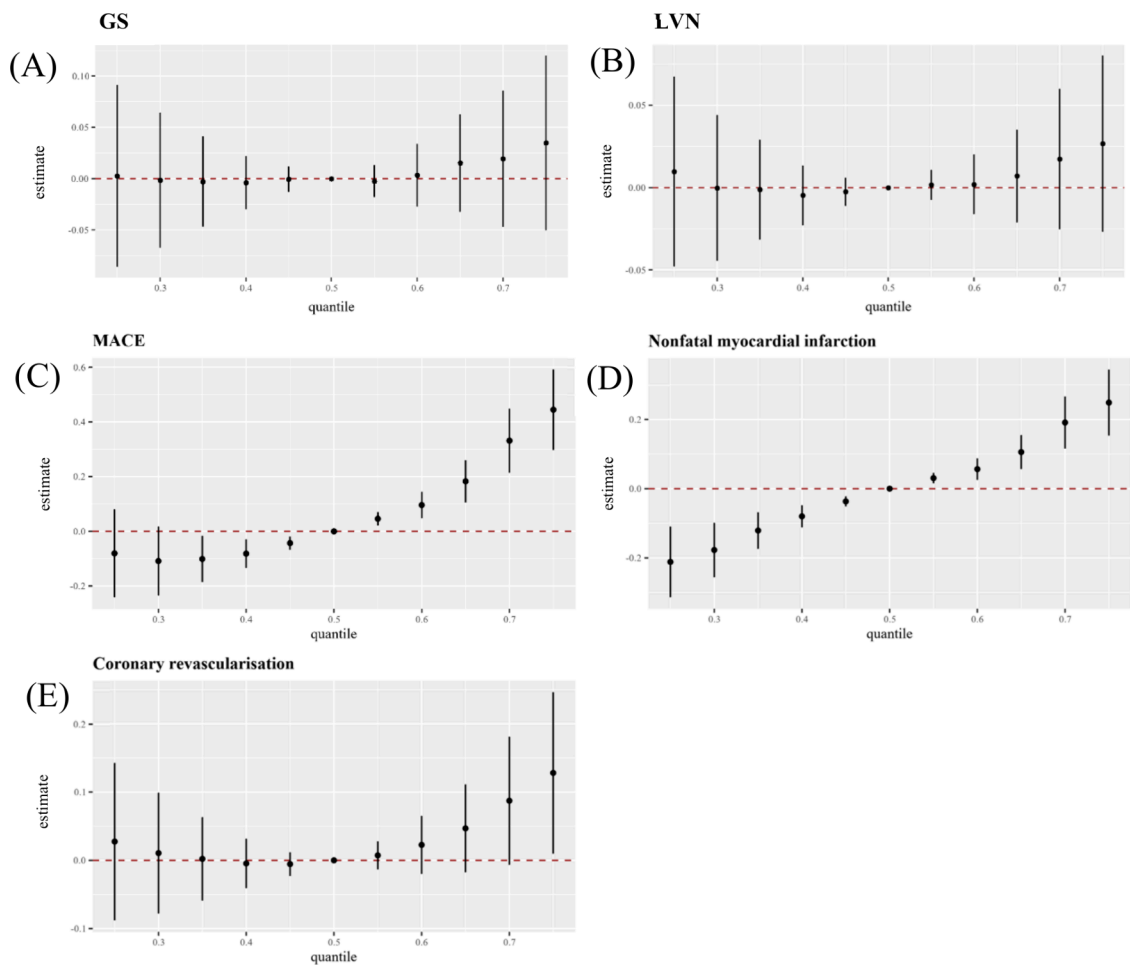 GS
(A)
0.10
0.05
0.00
-0.05
estimate
0.3 0.4 0.5 0.6 0.7
quantile
LVN
(B)
0.05
0.00
-0.05
estimate
0.3 0.4 0.5 0.6 0.7
quantile
MACE
(C)
0.6
0.4
0.2
0.0
-0.2
estimate
0.3 0.4 0.5 0.6 0.7
quantile
Nonfatal myocardial infarction
(D)
0.2
0.0
-0.2
estimate
0.3 0.4 0.5 0.6 0.7
quantile
Coronary revascularisation
(E)
0.2
0.1
0.0
-0.1
estimate
0.3 0.4 0.5 0.6 0.7
quantile